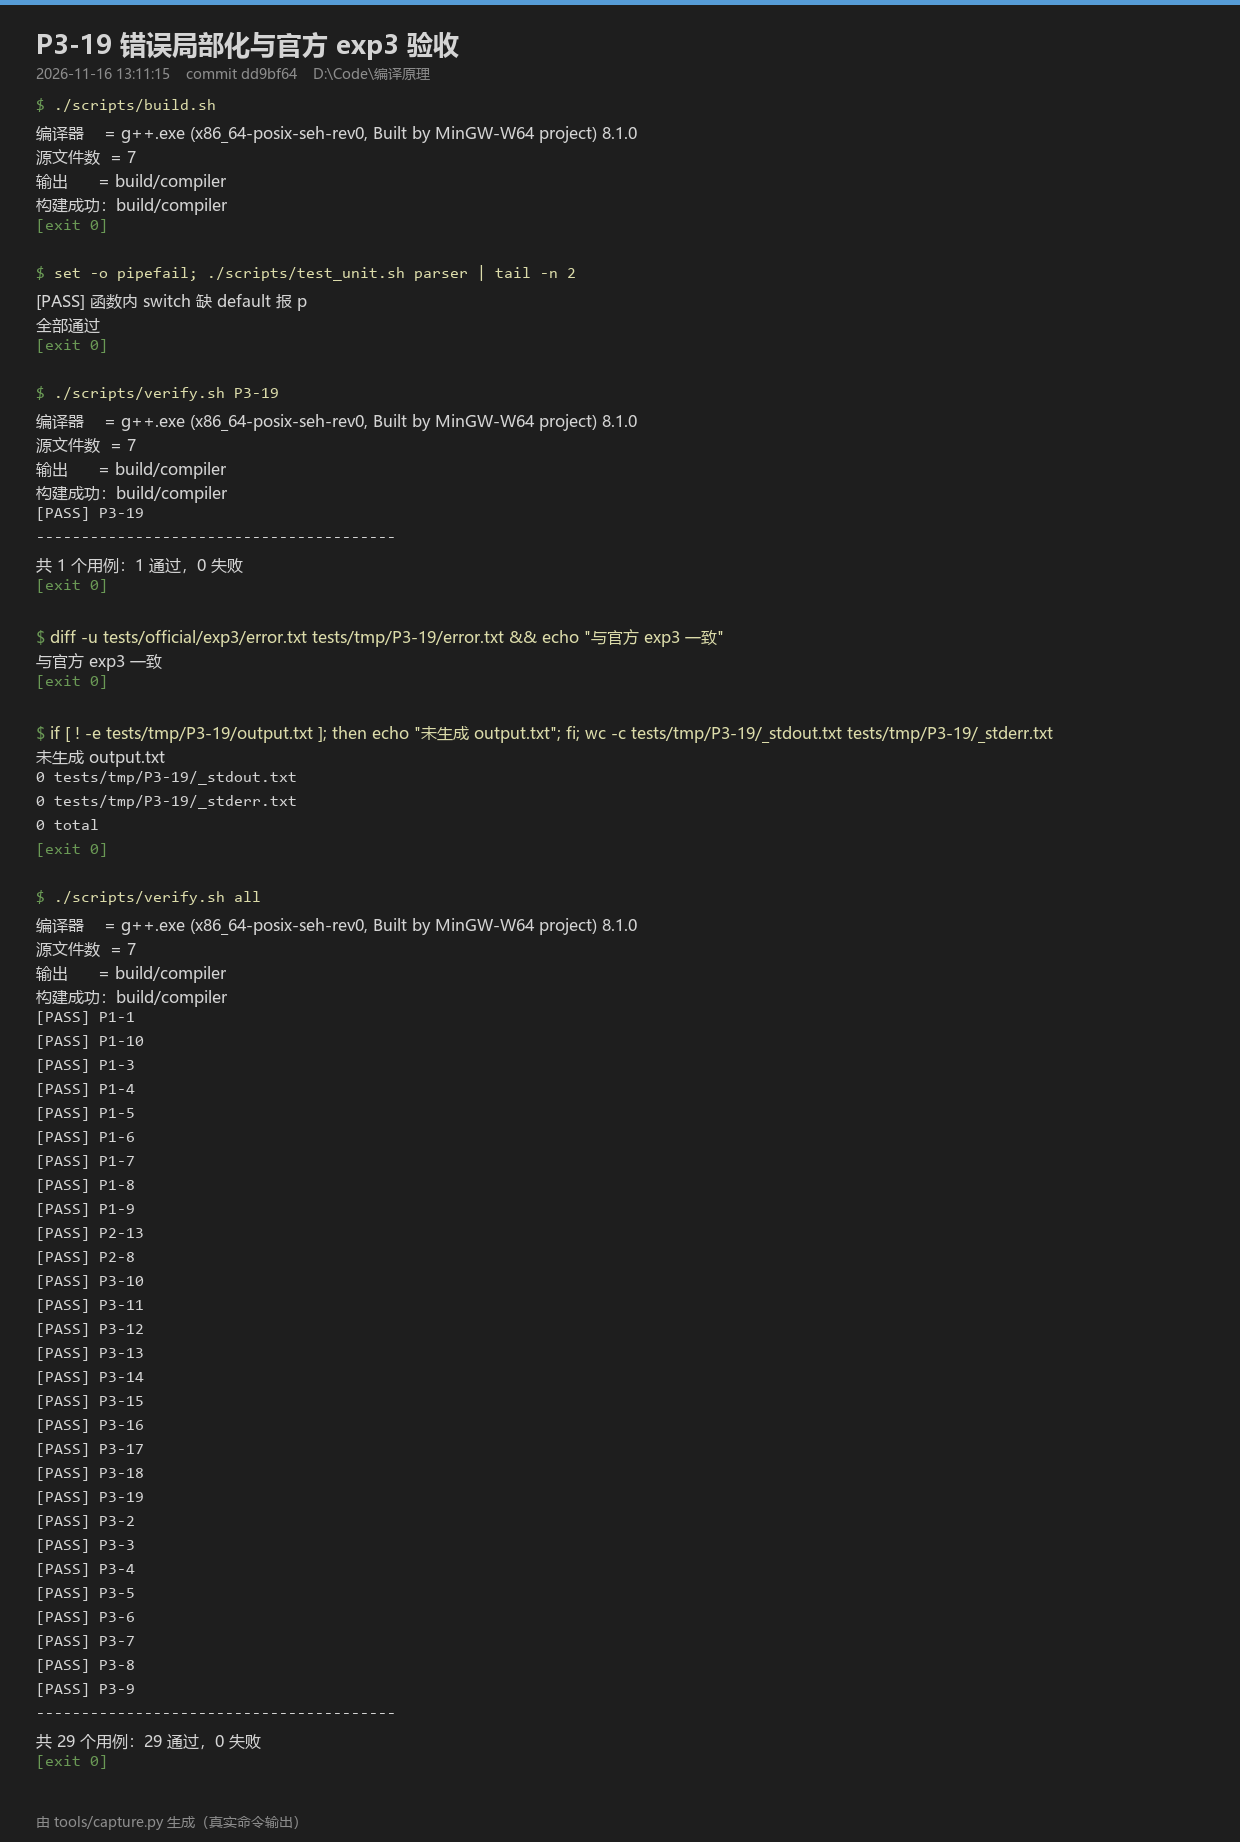 P3-19 错误局部化与官方 exp3 验收
2026-11-16 13:11:15    commit dd9bf64    D:\Code\编译原理
$ ./scripts/build.sh
编译器    = g++.exe (x86_64-posix-seh-rev0, Built by MinGW-W64 project) 8.1.0
源文件数  = 7
输出      = build/compiler
构建成功：build/compiler
[exit 0]
$ set -o pipefail; ./scripts/test_unit.sh parser | tail -n 2
[PASS] 函数内 switch 缺 default 报 p
全部通过
[exit 0]
$ ./scripts/verify.sh P3-19
编译器    = g++.exe (x86_64-posix-seh-rev0, Built by MinGW-W64 project) 8.1.0
源文件数  = 7
输出      = build/compiler
构建成功：build/compiler
[PASS] P3-19
----------------------------------------
共 1 个用例：1 通过，0 失败
[exit 0]
$ diff -u tests/official/exp3/error.txt tests/tmp/P3-19/error.txt && echo "与官方 exp3 一致"
与官方 exp3 一致
[exit 0]
$ if [ ! -e tests/tmp/P3-19/output.txt ]; then echo "未生成 output.txt"; fi; wc -c tests/tmp/P3-19/_stdout.txt tests/tmp/P3-19/_stderr.txt
未生成 output.txt
0 tests/tmp/P3-19/_stdout.txt
0 tests/tmp/P3-19/_stderr.txt
0 total
[exit 0]
$ ./scripts/verify.sh all
编译器    = g++.exe (x86_64-posix-seh-rev0, Built by MinGW-W64 project) 8.1.0
源文件数  = 7
输出      = build/compiler
构建成功：build/compiler
[PASS] P1-1
[PASS] P1-10
[PASS] P1-3
[PASS] P1-4
[PASS] P1-5
[PASS] P1-6
[PASS] P1-7
[PASS] P1-8
[PASS] P1-9
[PASS] P2-13
[PASS] P2-8
[PASS] P3-10
[PASS] P3-11
[PASS] P3-12
[PASS] P3-13
[PASS] P3-14
[PASS] P3-15
[PASS] P3-16
[PASS] P3-17
[PASS] P3-18
[PASS] P3-19
[PASS] P3-2
[PASS] P3-3
[PASS] P3-4
[PASS] P3-5
[PASS] P3-6
[PASS] P3-7
[PASS] P3-8
[PASS] P3-9
----------------------------------------
共 29 个用例：29 通过，0 失败
[exit 0]
由 tools/capture.py 生成（真实命令输出）